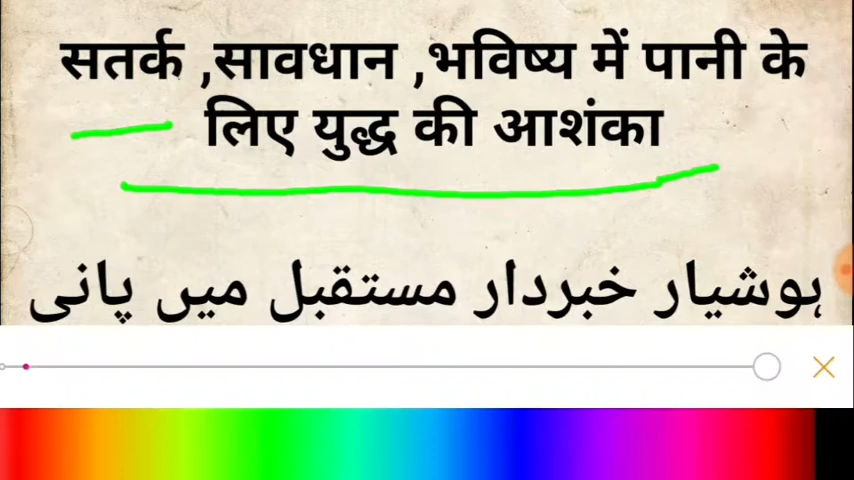 सतर्क ,सावधान ,भविष्य में पानी के
लिए युद्ध की आशंका
ہوشیار خبردار مستقبل میں پانی